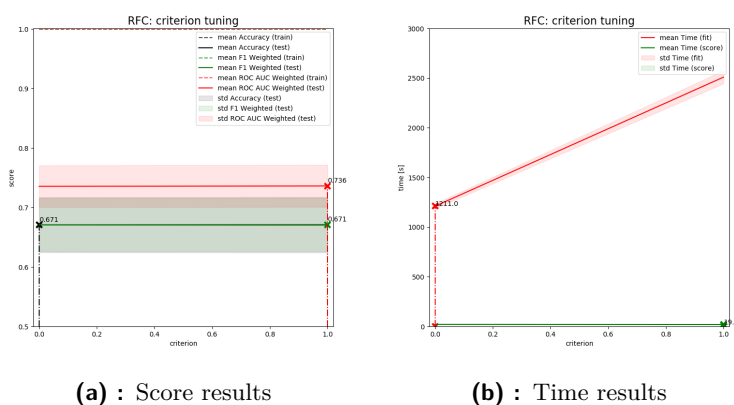 RFC: criterion tuning
mean Accuracy (train)
mean Accuracy (test)
mean F1 Weighted (train)
mean F1 Weighted (test)
mean ROC AUC Weighted (train)
mean ROC AUC Weighted (test)
std Accuracy (test)
std F1 Weighted (test)
std ROC AUC Weighted (test)
1.0
0.9
0.8
0.7
0.6
0.5
score
0.736
0.671
0.671
0.0 0.2 0.4 0.6 0.8 1.0
criterion
(a) : Score results
RFC: criterion tuning
mean Time (fit)
mean Time (score)
std Time (fit)
std Time (score)
3000
2500
2000
1500
1000
500
0
time [s]
1211.0
0.0 0.2 0.4 0.6 0.8 1.0
criterion
(b) : Time results